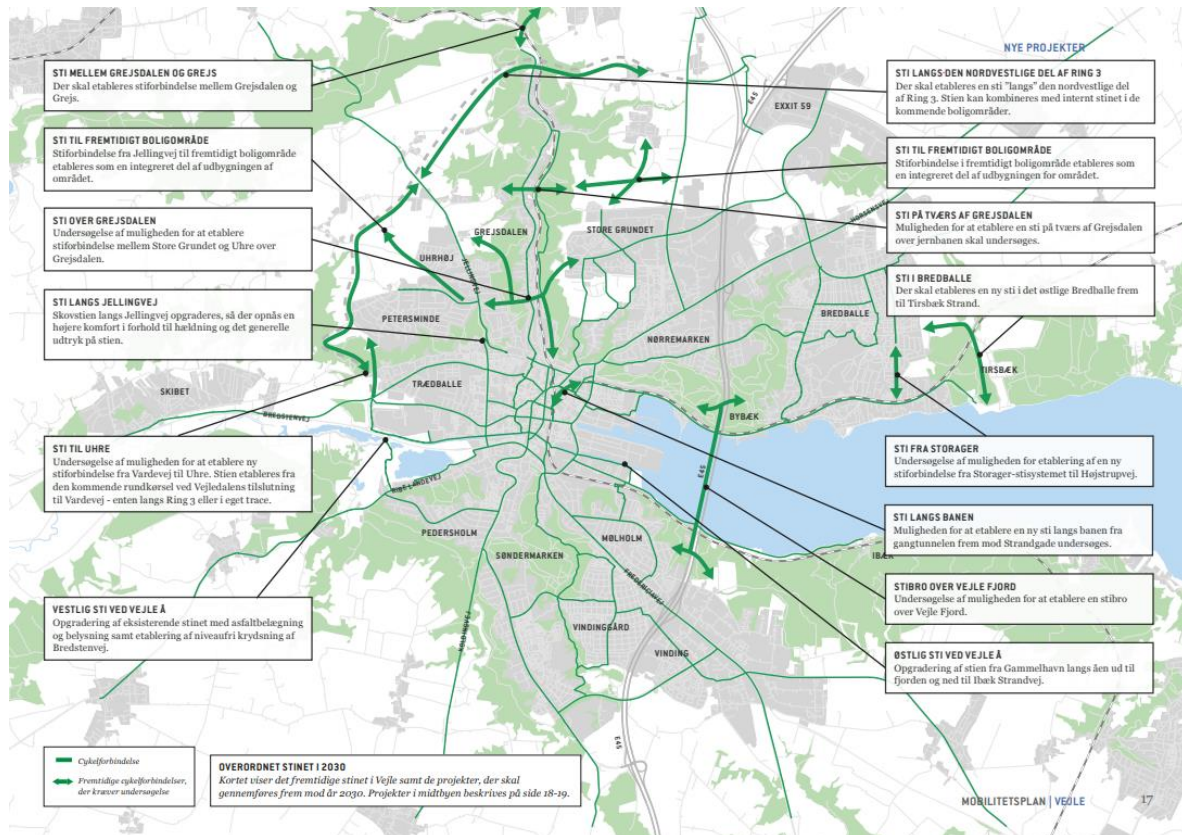 NYE PROJEKTER
STI MELLEM GREJSDALEN OG GREJS
Der skal etableres stiforbindelse mellem Grejsdalen og
Grejs.
STI TIL FREMTIDIGT BOLIGOMRÅDE
Stiforbindelse fra Jellingvej til fremtidigt boligområde
etableres som en integreret del af udbygningen af
området.
STI OVER GREJSDALEN
Undersøgelse af muligheden for at etablere
stiforbindelse mellem Store Grundet og Uhre over
Grejsdalen.
STI LANGS JELLINGVEJ
Skovstien langs Jellingvej opgraderes, så der opnås en
højere komfort i forhold til hældning og det generelle
udtryk på stien.
STI TIL UHRE
Undersøgelse af muligheden for at etablere ny
stiforbindelse fra Vardevej til Uhre. Stien etableres fra
den kommende rundkørsel ved Vejledalens tilslutning
til Vardevej - enten langs Ring 3 eller i eget trace.
VESTLIG STI VED VEJLE Å
Opgradering af eksisterende stinet med asfaltbelægning
og belysning samt etablering af niveaufri krydsning af
Bredstenvej.
STI LANGS DEN NORDVESTLIGE DEL AF RING 3
Der skal etableres en sti "langs" den nordvestlige del
af Ring 3. Stien kan kombineres med internt stinet i de
kommende boligområder.
STI TIL FREMTIDIGT BOLIGOMRÅDE
Stiforbindelse i fremtidigt boligområde etableres som
en integreret del af udbygningen for området.
STI PÅ TVÆRS AF GREJSDALEN
Muligheden for at etablere en sti på tværs af Grejsdalen
over jernbanen skal undersøges.
STI I BREDBALLE
Der skal etableres en ny sti i det østlige Bredballe frem
til Tirsbæk Strand.
STI FRA STORAGER
Undersøgelse af muligheden for etablering af en ny
stiforbindelse fra Storager-stisystemet til Højstrupvej.
STI LANGS BANEN
Muligheden for at etablere en ny sti langs banen fra
gangtunnelen frem mod Strandgade undersøges.
STIBRO OVER VEJLE FJORD
Undersøgelse af muligheden for at etablere en stibro
over Vejle Fjord.
ØSTLIG STI VED VEJLE Å
Opgradering af stien fra Gammelhavn langs åen ud til
fjorden og ned til Ibæk Strandvej.
E45
EXXIT 59
HORSENSVEJ
GREJSDALEN
STORE GRUNDET
UHRHØJ
JELLINGVEJ
PETERSMINDE
BREDBALLE
NØRREMARKEN
TIRSBÆK
SKIBET
TRÆDBALLE
BREDSTENVEJ
BYBÆK
E45
RIBE LANDEVEJ
PEDERSHOLM
MØLHOLM
SØNDERMARKEN
IBÆK
FREDERICIAVEJ
VINDINGGÅRD
KOLDINGVEJ
VINDING
E45
Cykelforbindelse
Fremtidige cykelforbindelser,
der kræver undersøgelse
OVERORDNET STINET I 2030
Kortet viser det fremtidige stinet i Vejle samt de projekter, der skal
gennemføres frem mod år 2030. Projekter i midtbyen beskrives på side 18-19.
MOBILITETSPLAN | VEJLE 17